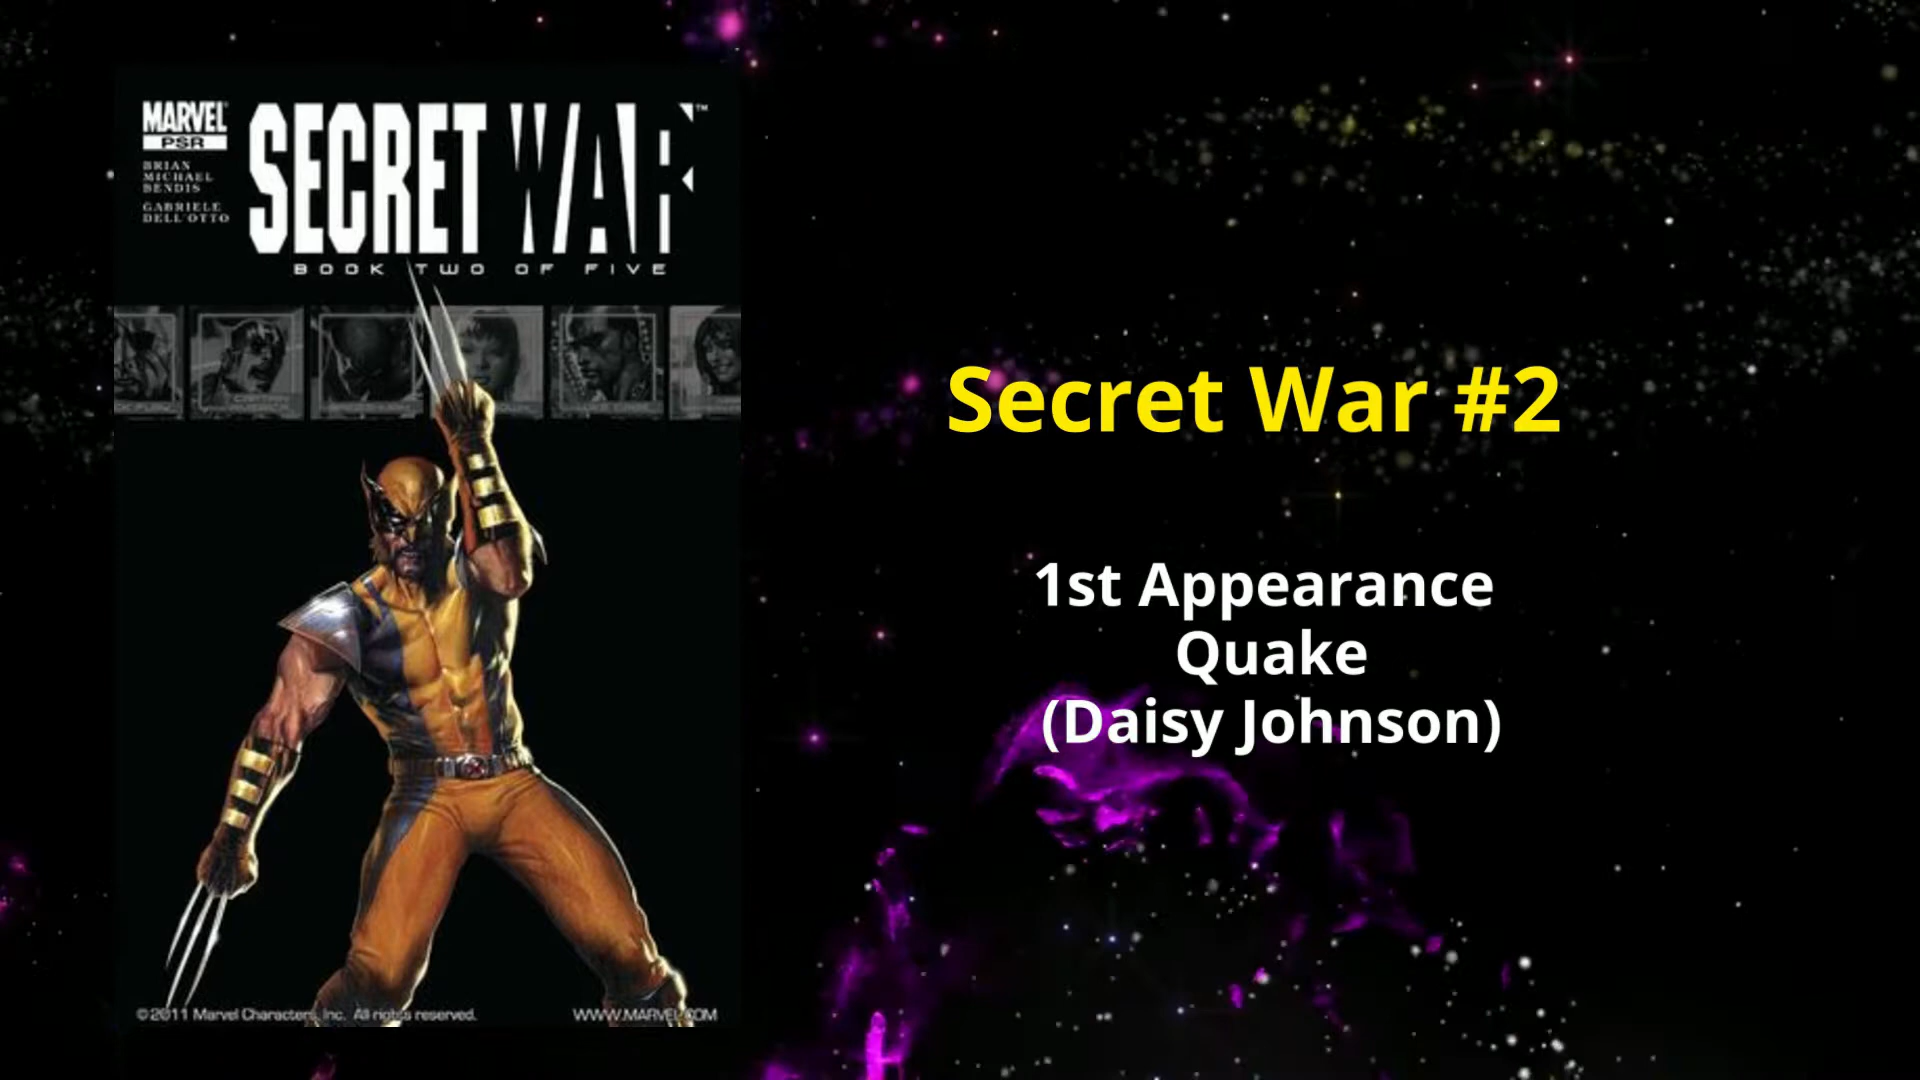 MARVEL
PSR
BRIAN
MICHAEL
BENDIS
GABRIELE
DELL'OTTO
SECRET WAR™
BOOK TWO OF FIVE
Secret War #2
1st Appearance
Quake
(Daisy Johnson)
©2011 Marvel Characters, Inc. All rights reserved.
WWW.MARVEL.COM